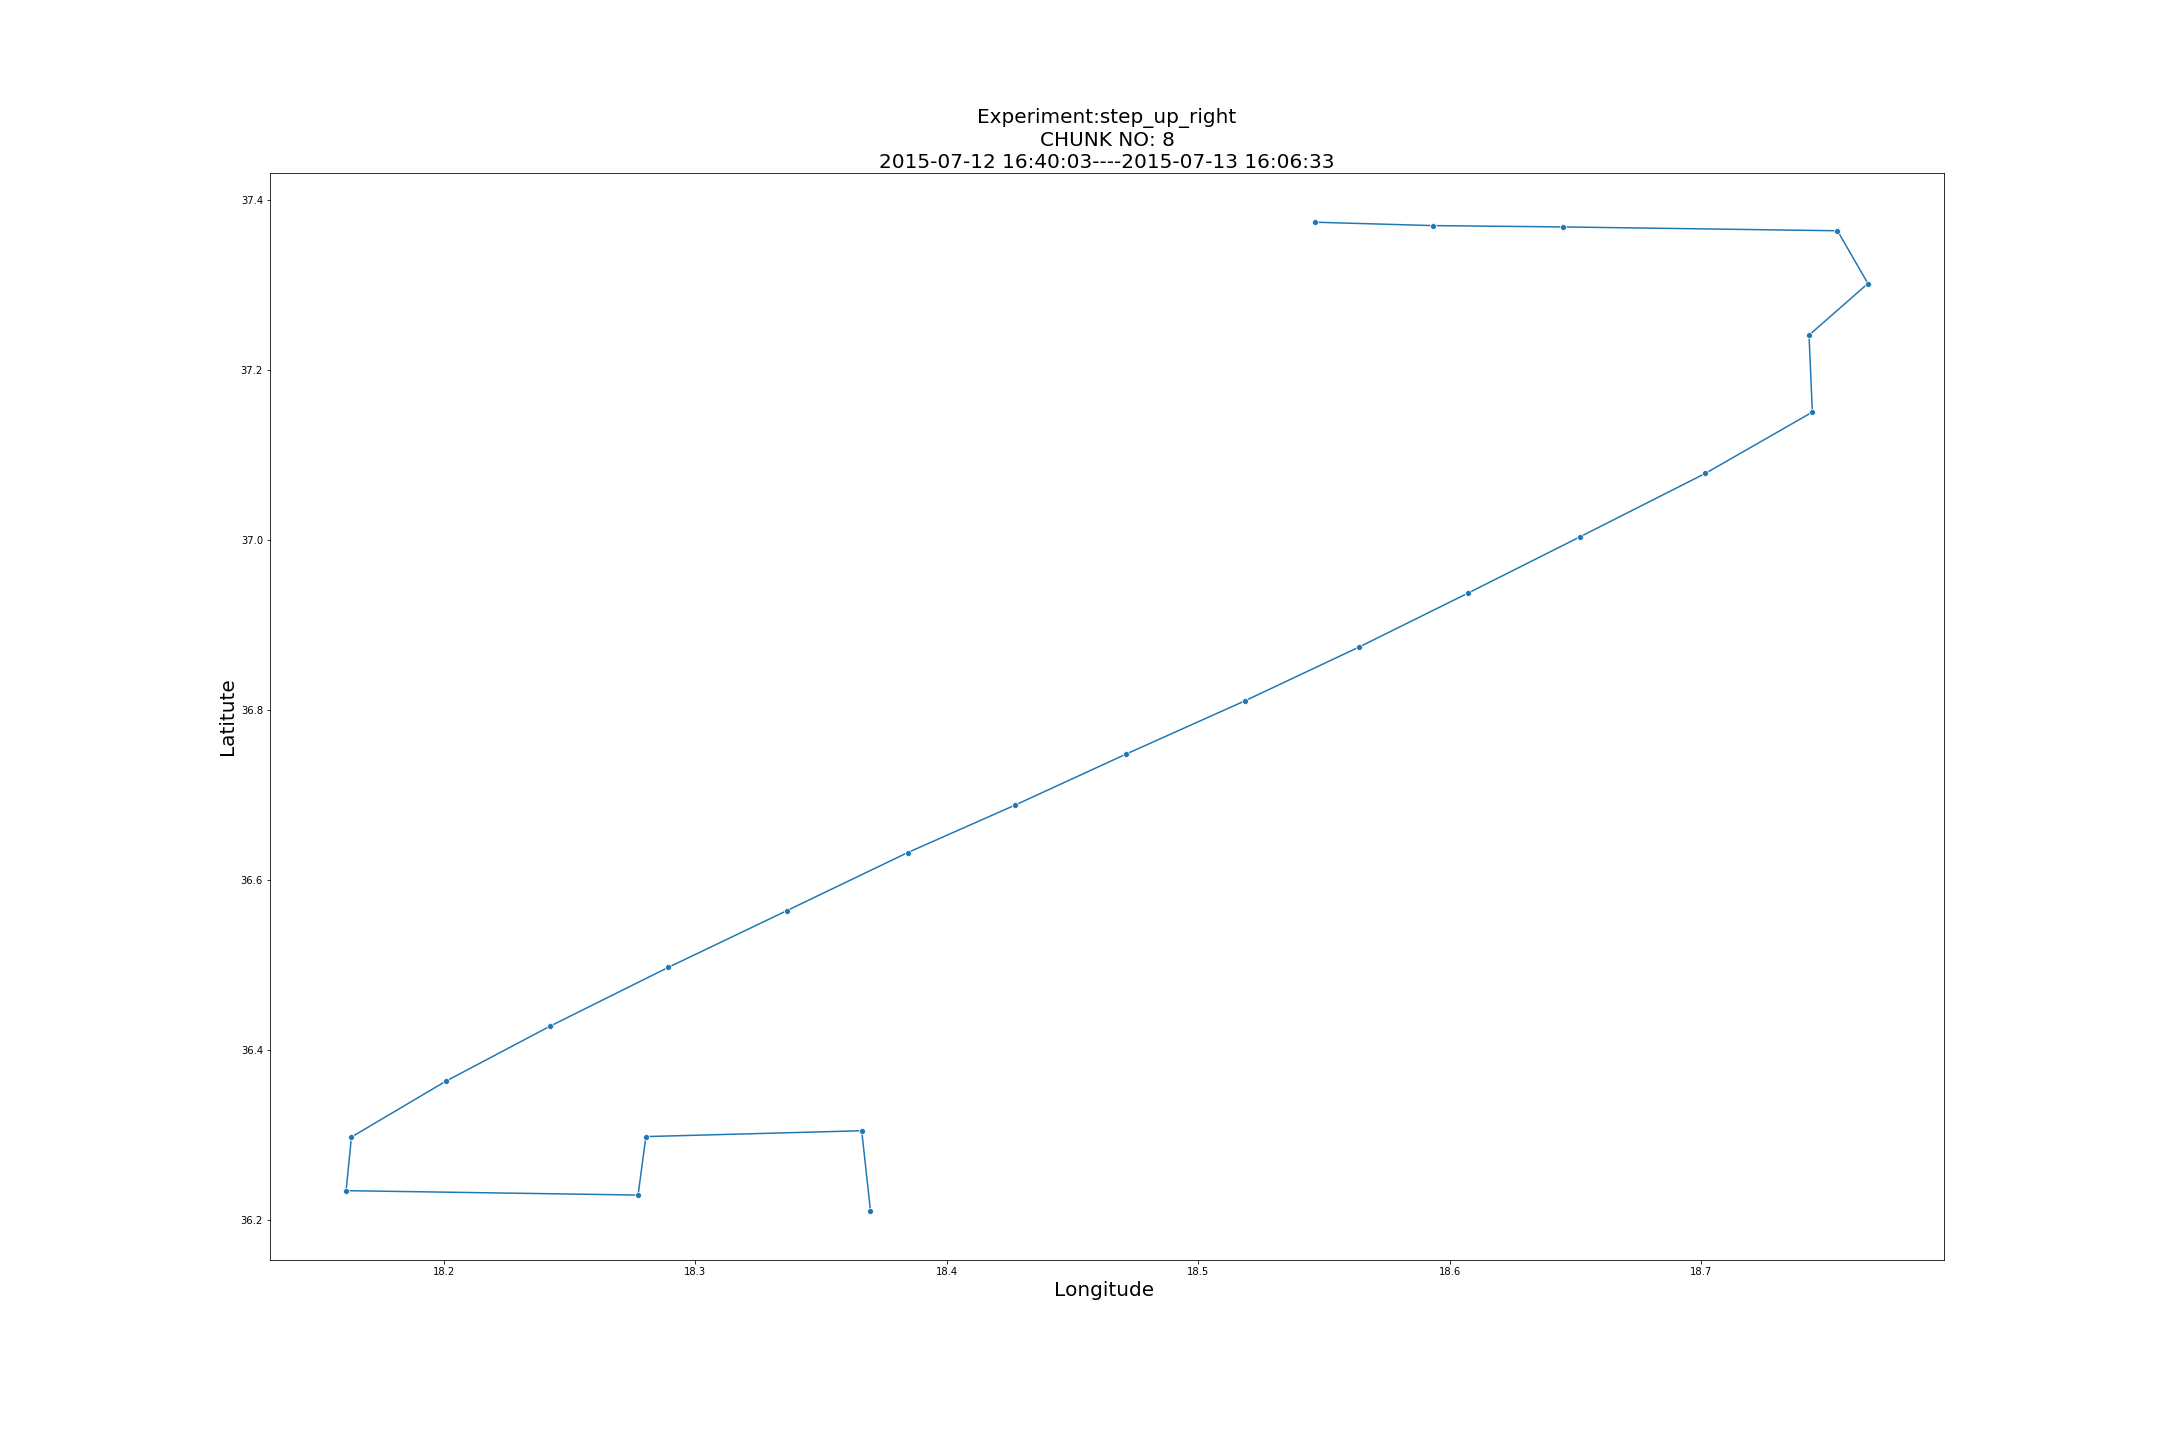 Experiment:step_up_right
CHUNK NO: 8
2015-07-12 16:40:03----2015-07-13 16:06:33
37.4
37.2
37.0
36.8
36.6
36.4
36.2
Latitute
18.2 18.3 18.4 18.5 18.6 18.7
Longitude